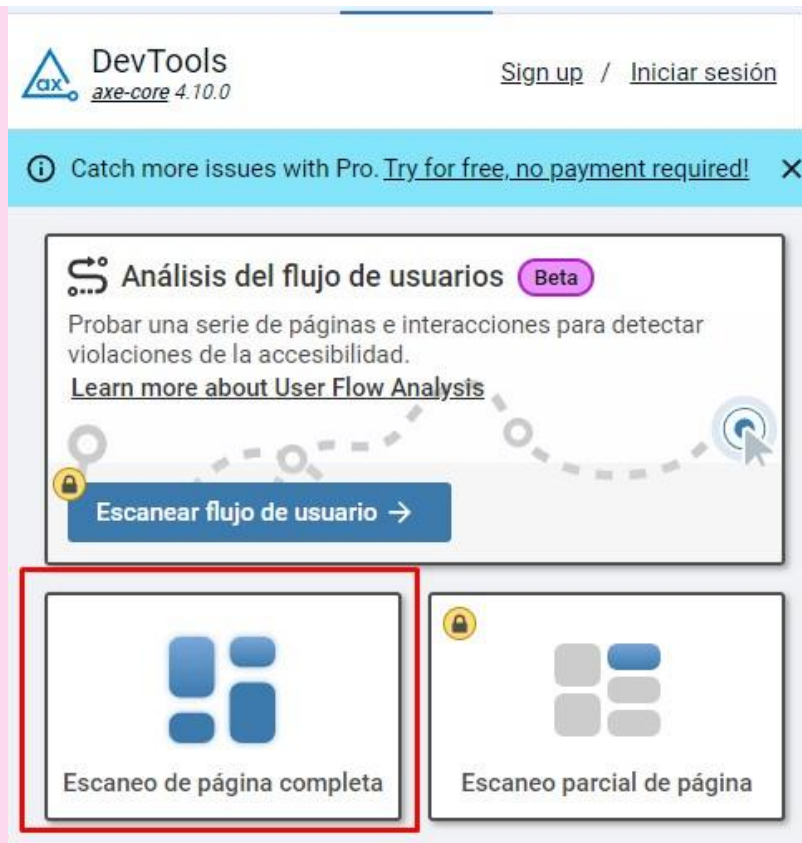 DevTools
axe-core 4.10.0
Sign up / Iniciar sesión
Catch more issues with Pro. Try for free, no payment required!
Análisis del flujo de usuarios Beta
Probar una serie de páginas e interacciones para detectar
violaciones de la accesibilidad.
Learn more about User Flow Analysis
Escanear flujo de usuario →
Escaneo de página completa
Escaneo parcial de página